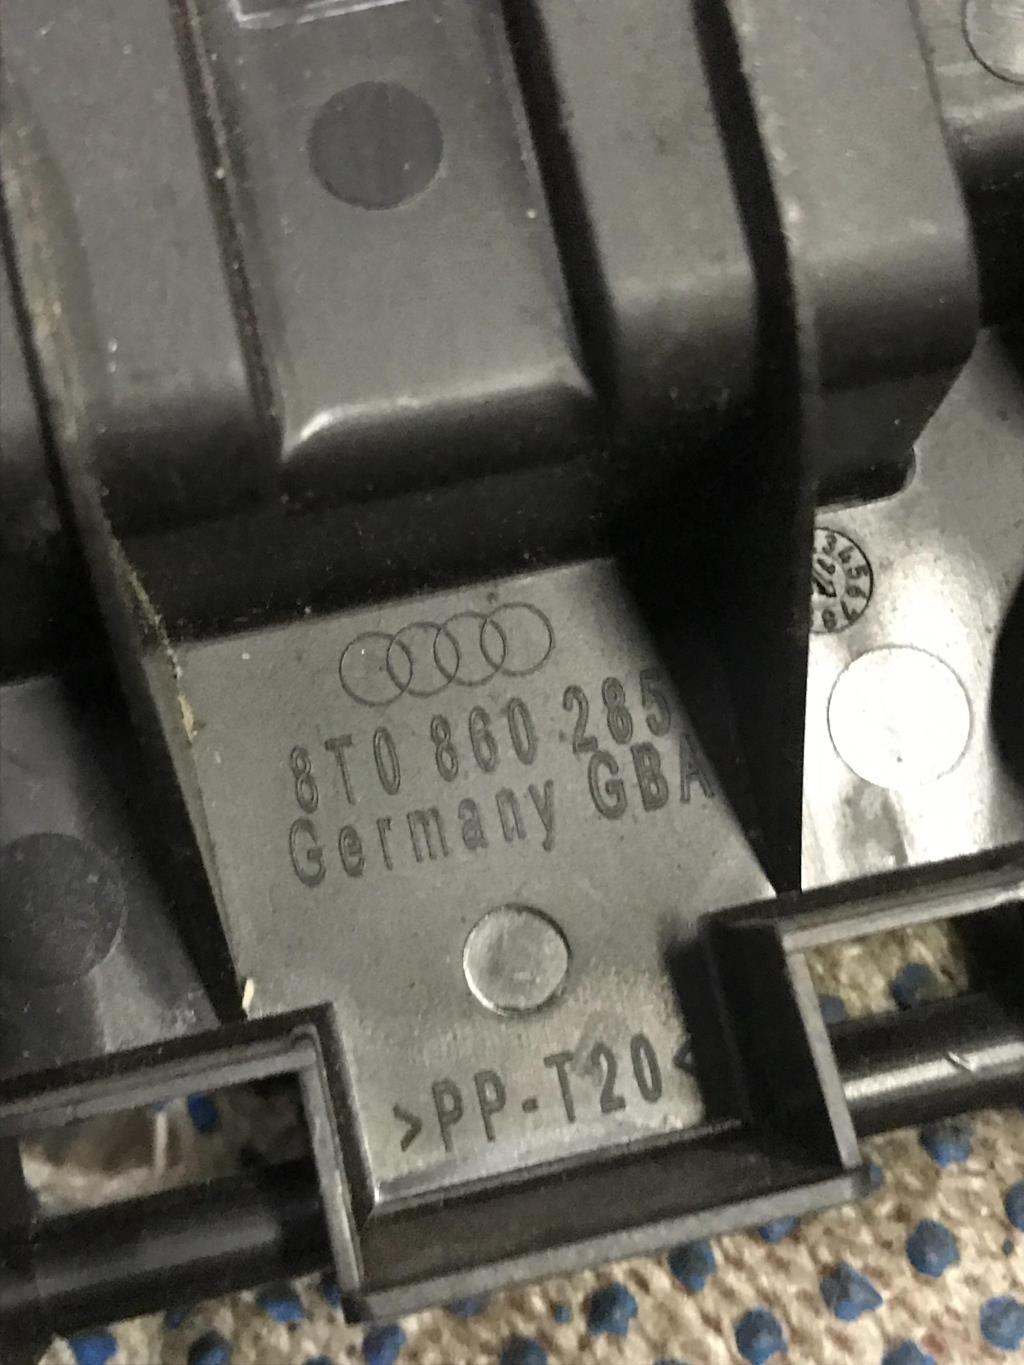 8T0 860 285
Germany GBA
>PP-T20<